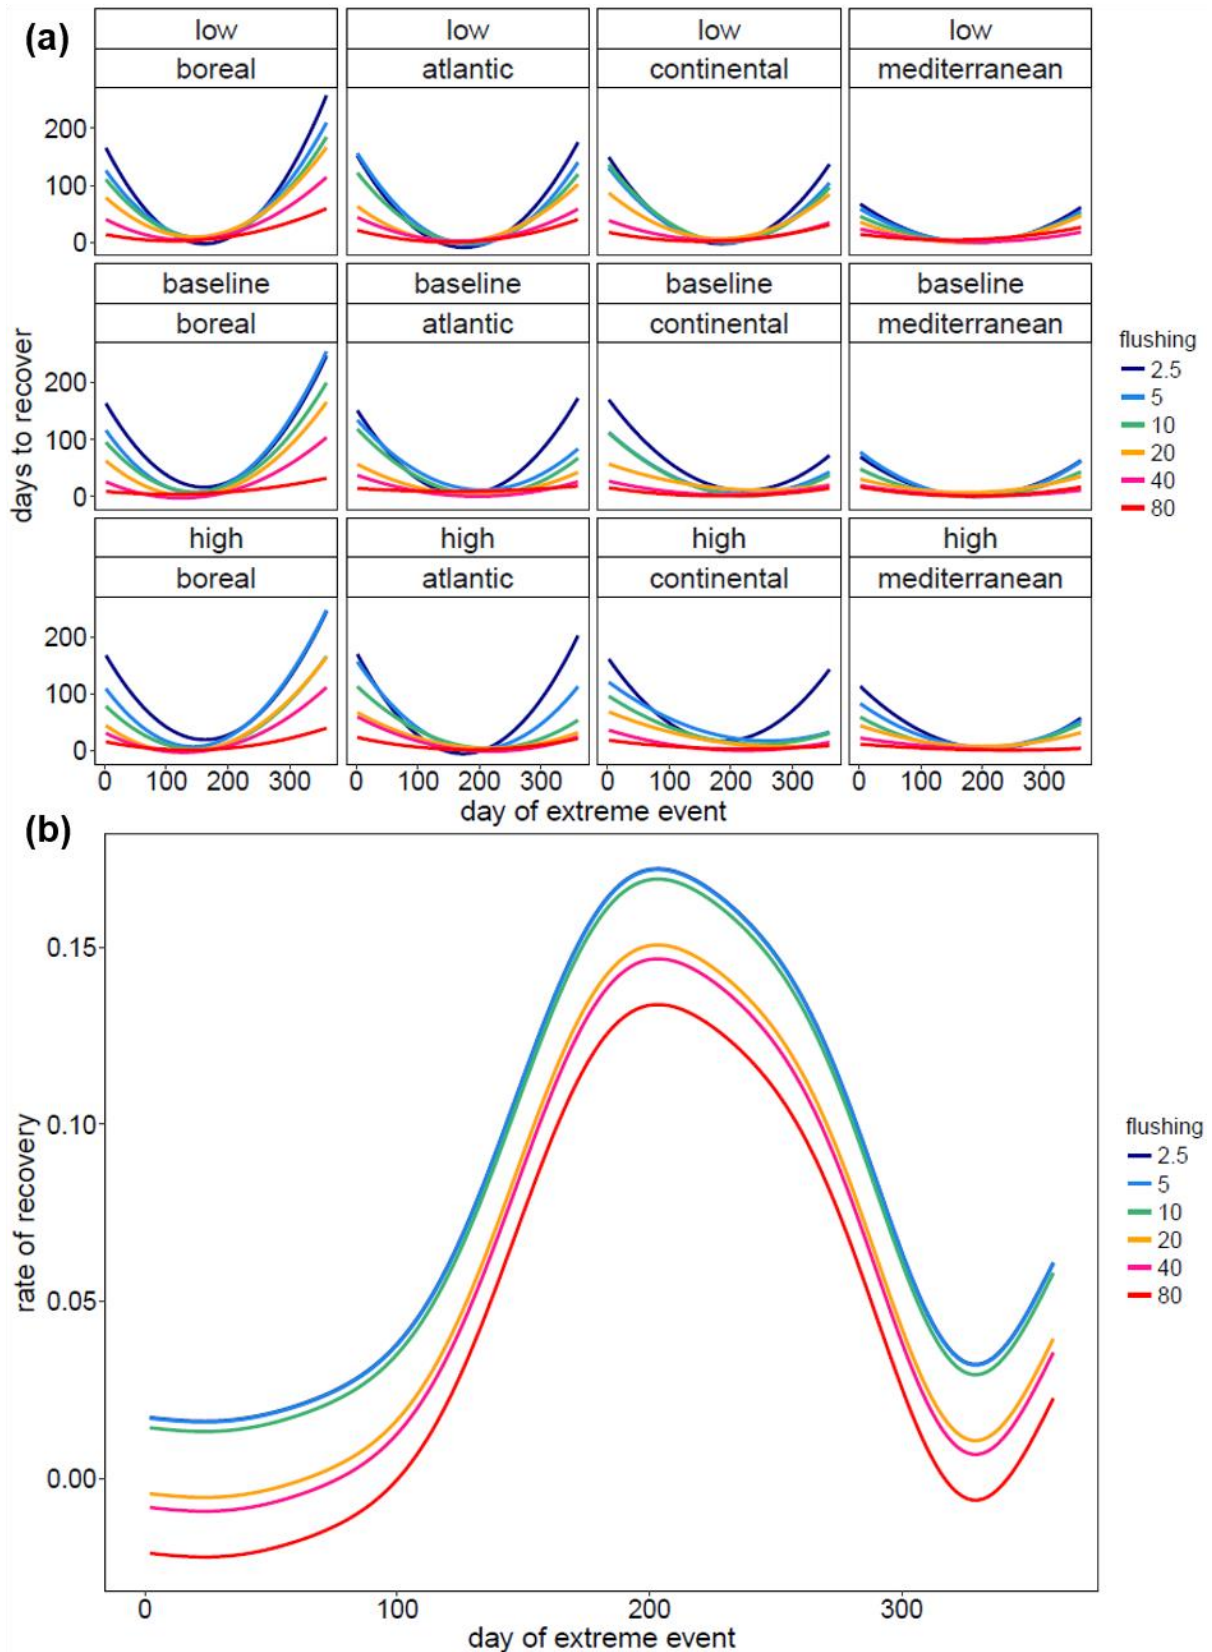 (a)
low low low low
boreal atlantic continental mediterranean
200
100
0
baseline baseline baseline baseline
boreal atlantic continental mediterranean
200
100
0
high high high high
boreal atlantic continental mediterranean
200
100
0
0 100 200 300 0 100 200 300 0 100 200 300 0 100 200 300
days to recover
day of extreme event
flushing
2.5
5
10
20
40
80
(b)
0.15
0.10
0.05
0.00
0 100 200 300
rate of recovery
day of extreme event
flushing
2.5
5
10
20
40
80